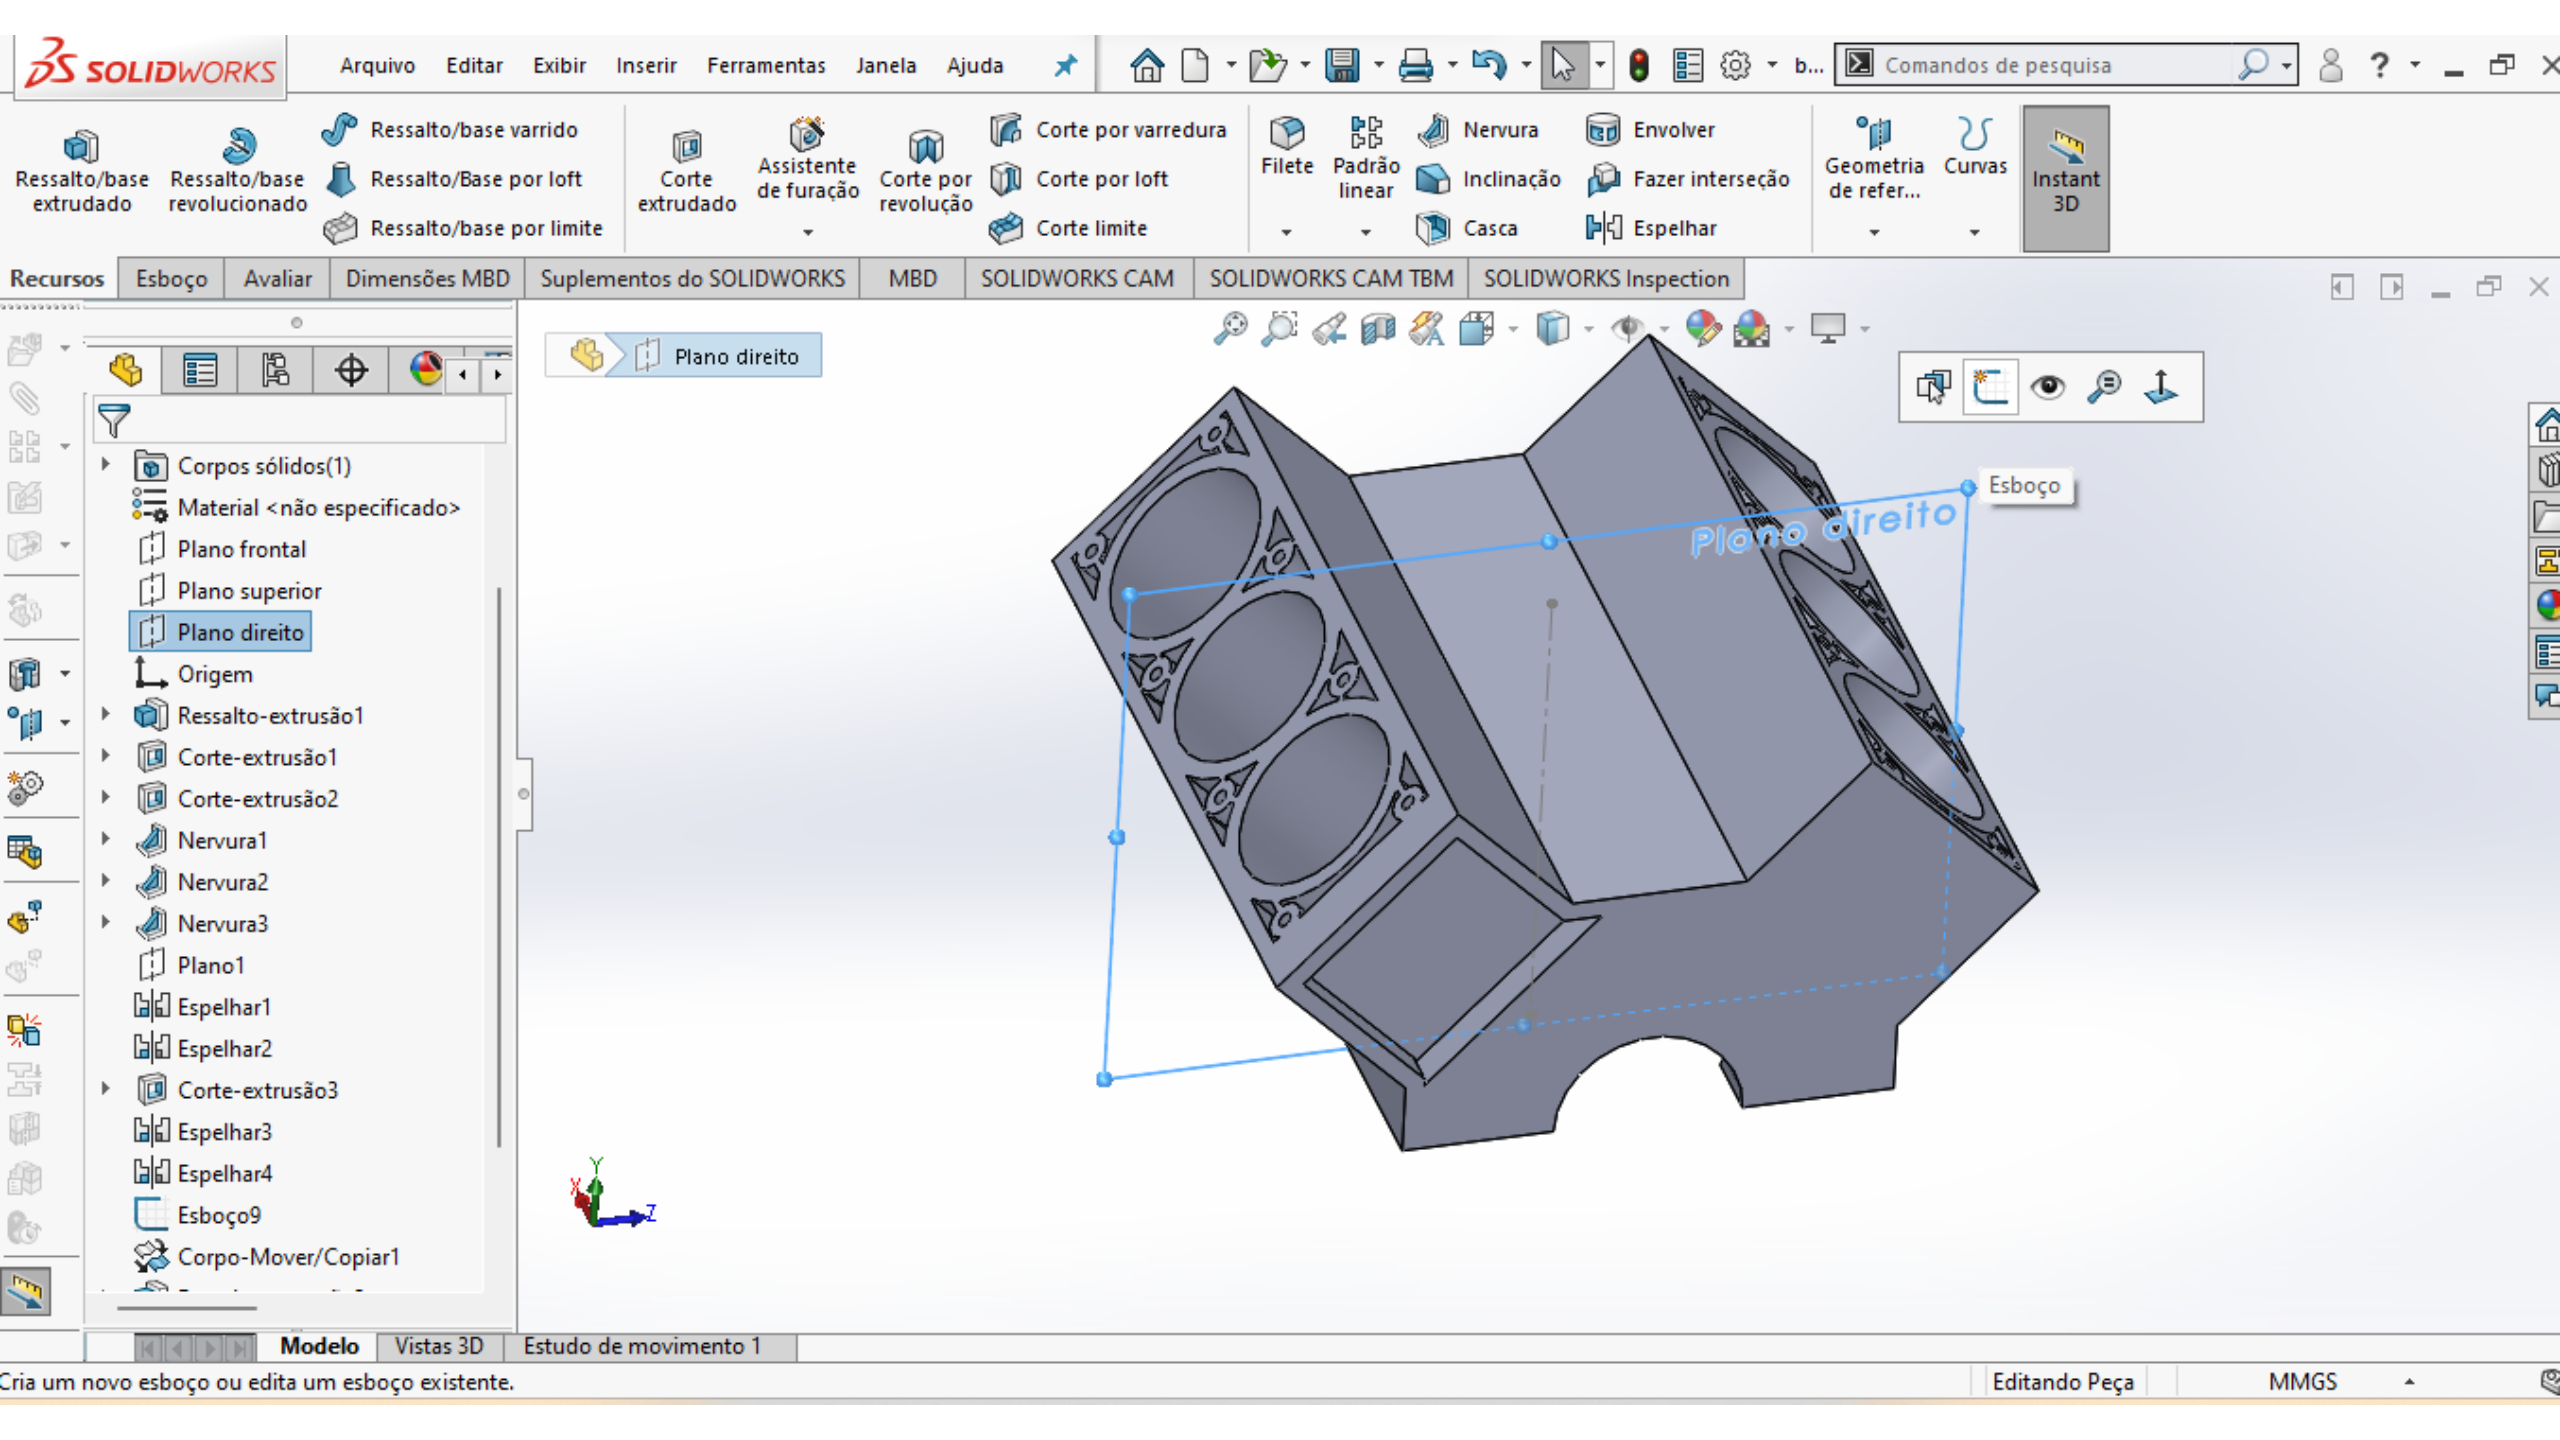 SOLIDWORKS
Arquivo Editar Exibir Inserir Ferramentas Janela Ajuda
b...
Comandos de pesquisa
?
Ressalto/base extrudado
Ressalto/base revolucionado
Ressalto/base varrido
Ressalto/Base por loft
Ressalto/base por limite
Corte extrudado
Assistente de furação
Corte por revolução
Corte por varredura
Corte por loft
Corte limite
Filete
Padrão linear
Nervura
Inclinação
Casca
Envolver
Fazer interseção
Espelhar
Geometria de refer...
Curvas
Instant 3D
Recursos Esboço Avaliar Dimensões MBD Suplementos do SOLIDWORKS MBD SOLIDWORKS CAM SOLIDWORKS CAM TBM SOLIDWORKS Inspection
Plano direito
Corpos sólidos(1)
Material <não especificado>
Plano frontal
Plano superior
Plano direito
Origem
Ressalto-extrusão1
Corte-extrusão1
Corte-extrusão2
Nervura1
Nervura2
Nervura3
Plano1
Espelhar1
Espelhar2
Corte-extrusão3
Espelhar3
Espelhar4
Esboço9
Corpo-Mover/Copiar1
Esboço
Plano direito
Y
X
Z
Modelo Vistas 3D Estudo de movimento 1
Cria um novo esboço ou edita um esboço existente.
Editando Peça
MMGS